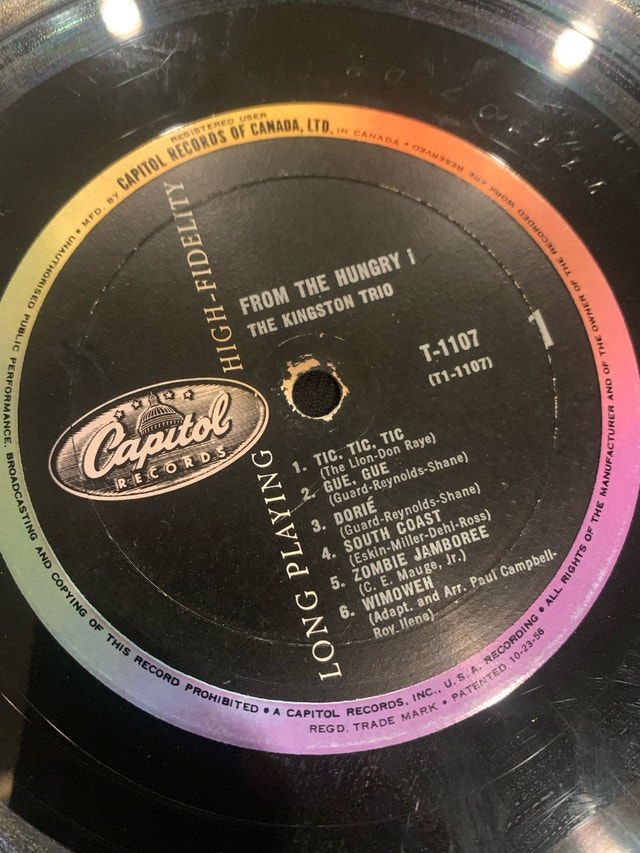 REGISTERED USER
MFD. BY CAPITOL RECORDS OF CANADA, LTD. IN CANADA • ALL RIGHTS OF THE MANUFACTURER AND OF THE OWNER OF THE RECORDED WORK ARE RESERVED •
UNAUTHORISED PUBLIC PERFORMANCE, BROADCASTING AND COPYING OF THIS RECORD PROHIBITED • A CAPITOL RECORDS, INC., U.S.A. RECORDING •
REGD. TRADE MARK • PATENTED 10-23-56
LONG PLAYING HIGH-FIDELITY
Capitol
RECORDS
FROM THE HUNGRY i
THE KINGSTON TRIO
T-1107
(T1-1107)
1
1. TIC, TIC, TIC
(The Lion-Don Raye)
2. GUE, GUE
(Guard-Reynolds-Shane)
3. DORIÉ
(Guard-Reynolds-Shane)
4. SOUTH COAST
(Eskin-Miller-Dehl-Ross)
5. ZOMBIE JAMBOREE
(C. E. Mauge, Jr.)
6. WIMOWEH
(Adapt. and Arr. Paul Campbell-
Roy Ilene)